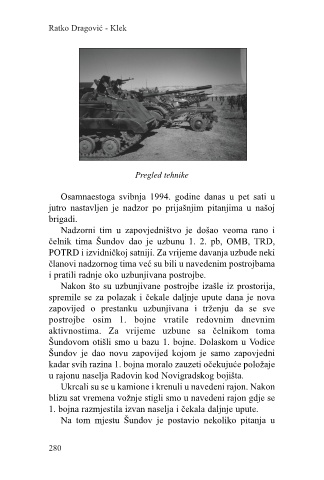 Ratko Dragović - Klek
Pregled tehnike
Osamnaestoga svibnja 1994. godine danas u pet sati u
jutro nastavljen je nadzor po prijašnjim pitanjima u našoj
brigadi.
Nadzorni tim u zapovjedništvo je došao veoma rano i
čelnik tima Šundov dao je uzbunu 1. 2. pb, OMB, TRD,
POTRD i izvidničkoj satniji. Za vrijeme davanja uzbude neki
članovi nadzornog tima već su bili u navedenim postrojbama
i pratili radnje oko uzbunjivana postrojbe.
Nakon što su uzbunjivane postrojbe izašle iz prostorija,
spremile se za polazak i čekale daljnje upute dana je nova
zapovijed o prestanku uzbunjivana i trženju da se sve
postrojbe osim 1. bojne vratile redovnim dnevnim
aktivnostima. Za vrijeme uzbune sa čelnikom toma
Šundovom otišli smo u bazu 1. bojne. Dolaskom u Vodice
Šundov je dao novu zapovijed kojom je samo zapovjedni
kadar svih razina 1. bojna moralo zauzeti očekujuće položaje
u rajonu naselja Radovin kod Novigradskog bojišta.
Ukrcali su se u kamione i krenuli u navedeni rajon. Nakon
blizu sat vremena vožnje stigli smo u navedeni rajon gdje se
1. bojna razmjestila izvan naselja i čekala daljnje upute.
Na tom mjestu Šundov je postavio nekoliko pitanja u
280